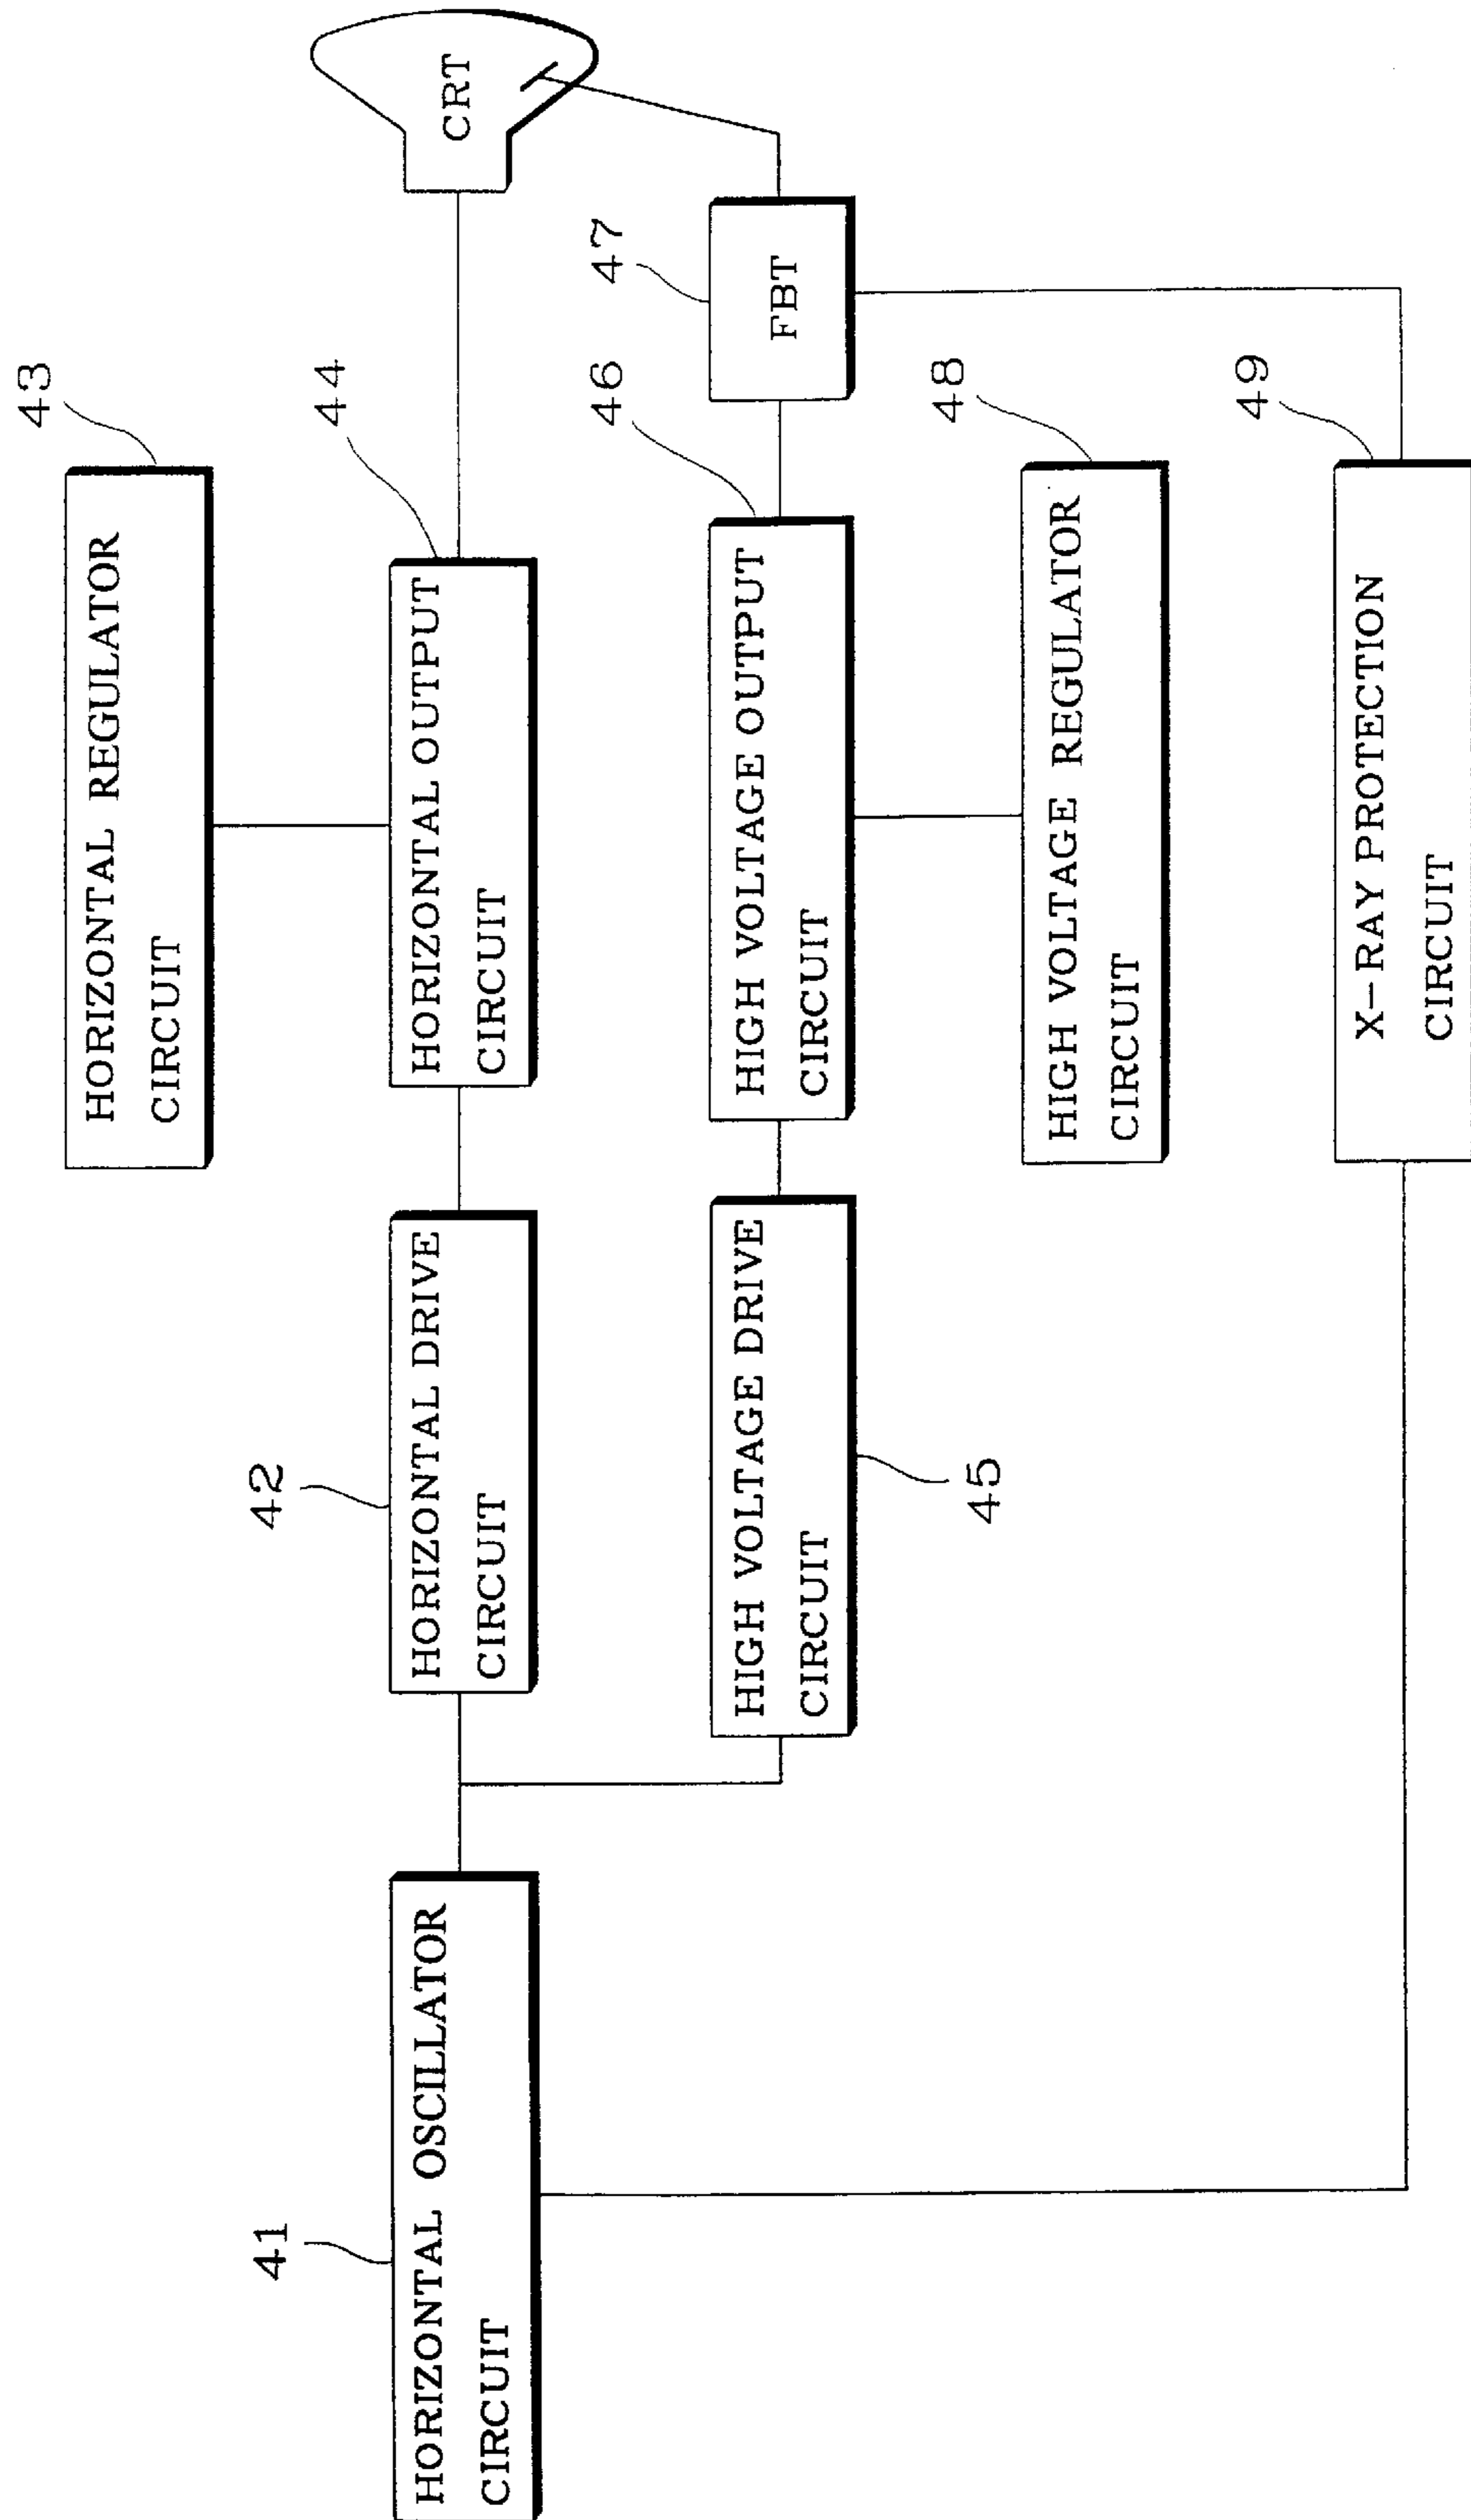 43
HORIZONTAL REGULATOR
CIRCUIT
41
HORIZONTAL OSCILLATOR
CIRCUIT
42
HORIZONTAL DRIVE
CIRCUIT
44
HORIZONTAL OUTPUT
CIRCUIT
CRT
HIGH VOLTAGE DRIVE
CIRCUIT
45
46
HIGH VOLTAGE OUTPUT
CIRCUIT
47
FBT
48
HIGH VOLTAGE REGULATOR
CIRCUIT
49
X-RAY PROTECTION
CIRCUIT